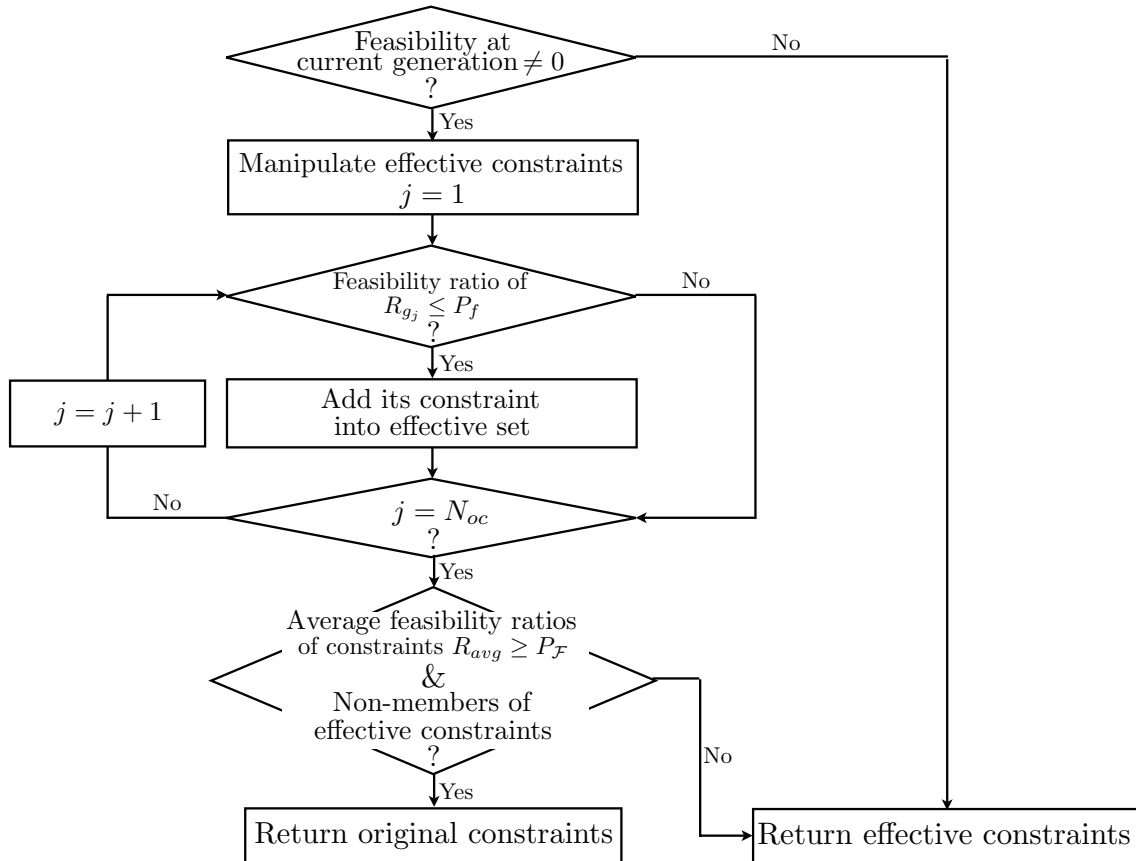 Feasibility at
current generation ≠ 0
?
No
Yes
Manipulate effective constraints
j = 1
Feasibility ratio of
R_{g_j} ≤ P_f
?
No
Yes
j = j + 1
Add its constraint
into effective set
No
j = N_{oc}
?
Yes
Average feasibility ratios
of constraints R_{avg} ≥ P_{\mathcal{F}}
&
Non-members of
effective constraints
?
No
Yes
Return original constraints
Return effective constraints